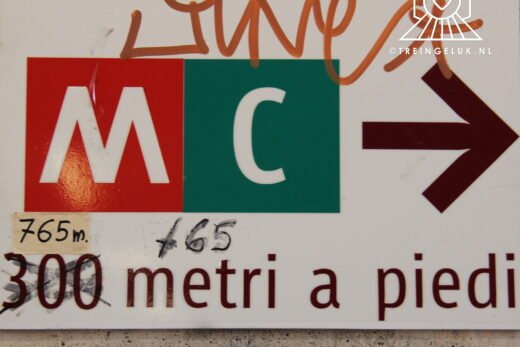 ©TREINGELUK.NL
M C
765m. 765
300 metri a piedi